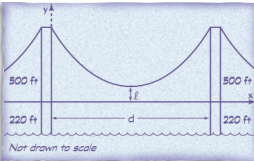 y
500 ft 500 ft
ℓ
x
220 ft d 220 ft
Not drawn to scale